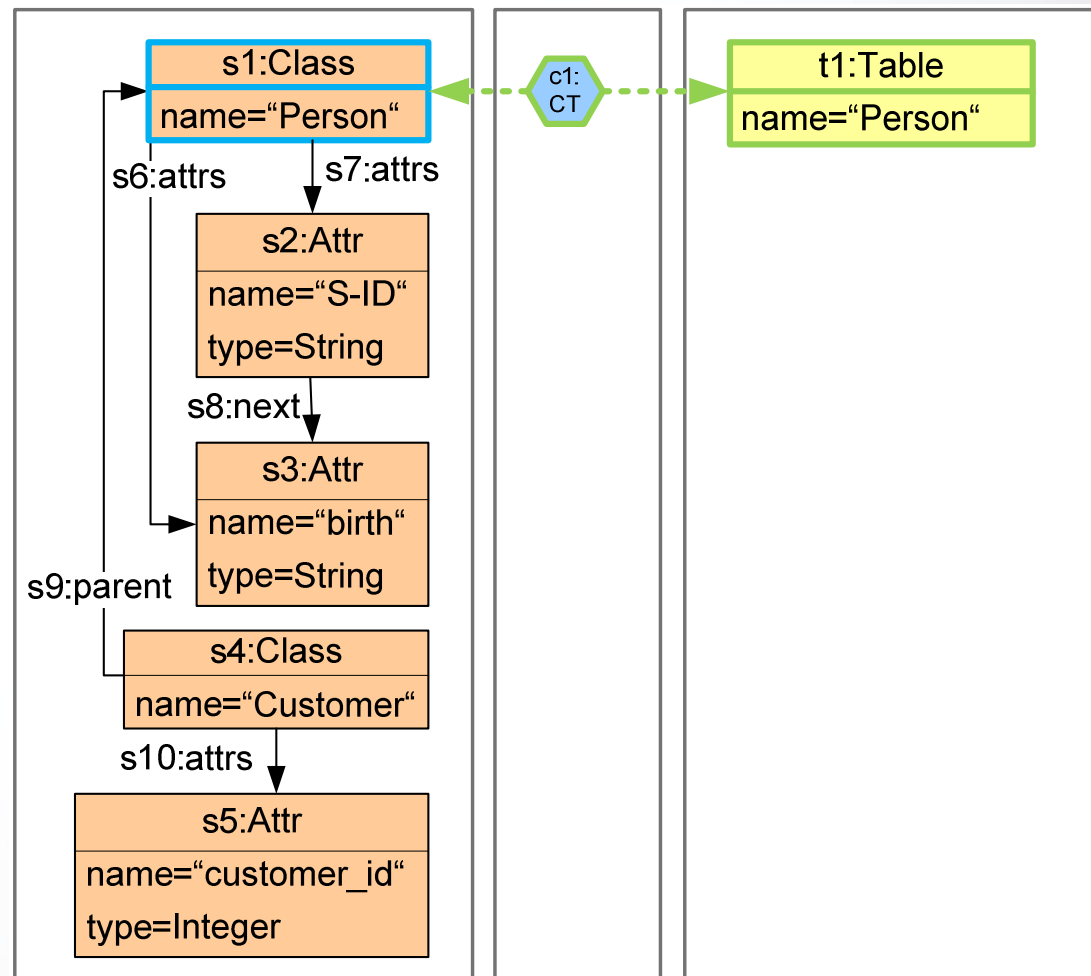 s1:Class
name=“Person“
c1:
CT
t1:Table
name=“Person“
s6:attrs
s7:attrs
s2:Attr
name=“S-ID“
type=String
s8:next
s3:Attr
name=“birth“
type=String
s9:parent
s4:Class
name=“Customer“
s10:attrs
s5:Attr
name=“customer_id“
type=Integer